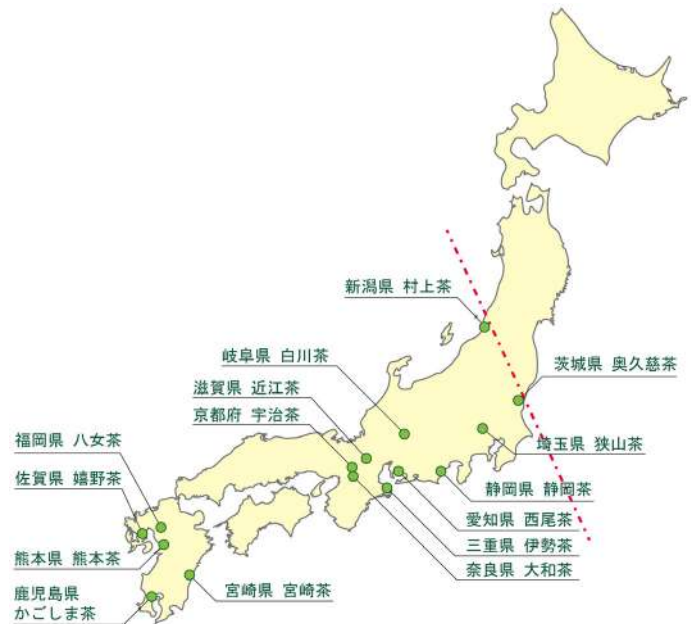 新潟県 村上茶
岐阜県 白川茶
茨城県 奥久慈茶
滋賀県 近江茶
京都府 宇治茶
福岡県 八女茶
埼玉県 狭山茶
佐賀県 嬉野茶
静岡県 静岡茶
愛知県 西尾茶
三重県 伊勢茶
熊本県 熊本茶
奈良県 大和茶
宮崎県 宮崎茶
鹿児島県
かごしま茶